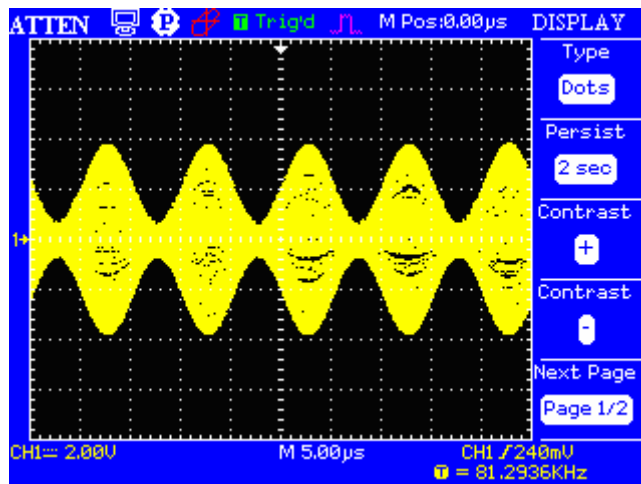 ATTEN P T Trig'd M Pos:0.00µs DISPLAY
Type
Dots
Persist
2 sec
Contrast
+
Contrast
-
Next Page
Page 1/2
1
CH1 2.00V M 5.00µs CH1 240mV
T = 81.2936KHz